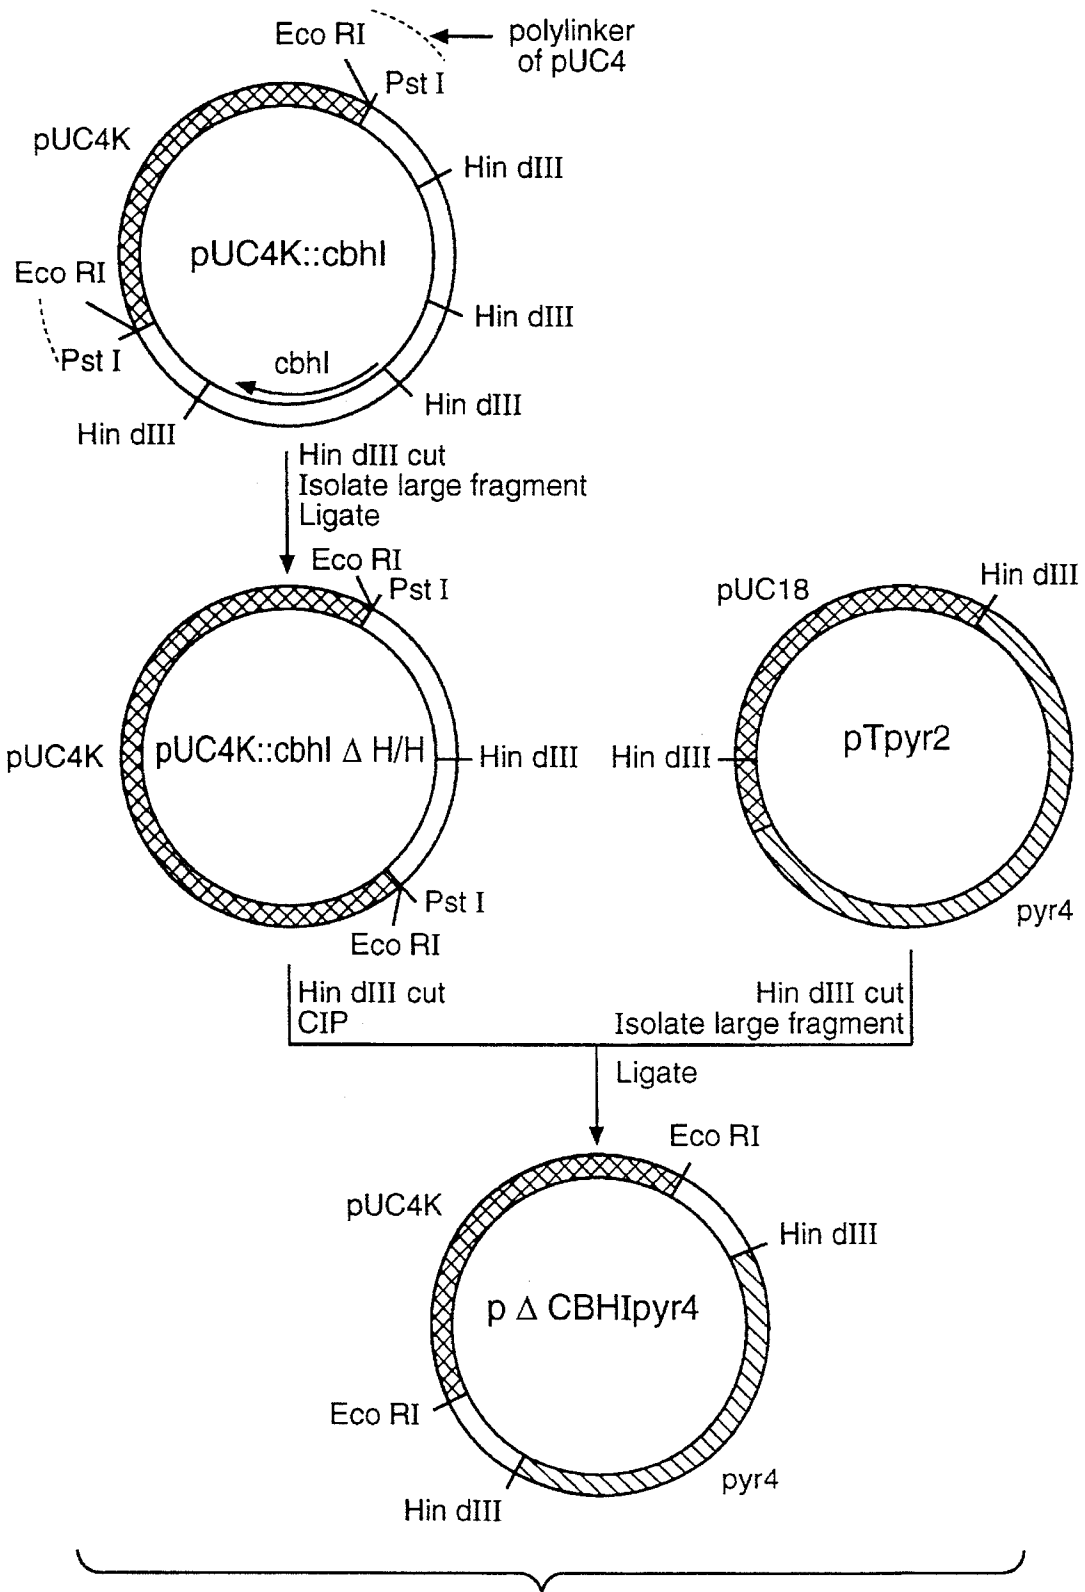 Eco RI
polylinker
of pUC4
Pst I
pUC4K
Hin dIII
pUC4K::cbhI
Eco RI
Hin dIII
Pst I
cbhI
Hin dIII
Hin dIII
Hin dIII cut
Isolate large fragment
Ligate
Eco RI
Pst I
pUC18
Hin dIII
pUC4K
pUC4K::cbhI Δ H/H
Hin dIII
Hin dIII
pTpyr2
Pst I
Eco RI
pyr4
Hin dIII cut
CIP
Hin dIII cut
Isolate large fragment
Ligate
Eco RI
pUC4K
Hin dIII
p Δ CBHIpyr4
Eco RI
Hin dIII
pyr4